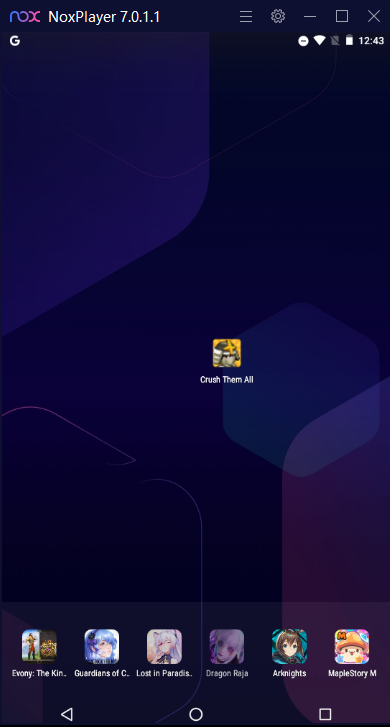 nox NoxPlayer 7.0.1.1
G 12:43
Crush Them All
Evony: The Kin..
Guardians of C..
Lost in Paradis..
Dragon Raja
Arknights
M
MapleStory M